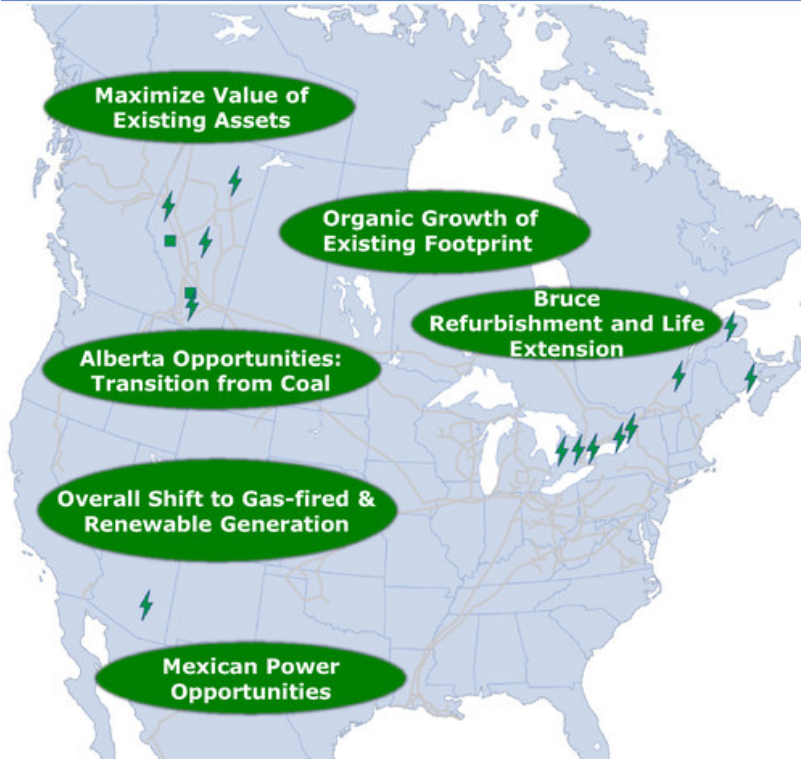 Maximize Value of
Existing Assets
Organic Growth of
Existing Footprint
Bruce
Refurbishment and Life
Extension
Alberta Opportunities:
Transition from Coal
Overall Shift to Gas-fired &
Renewable Generation
Mexican Power
Opportunities